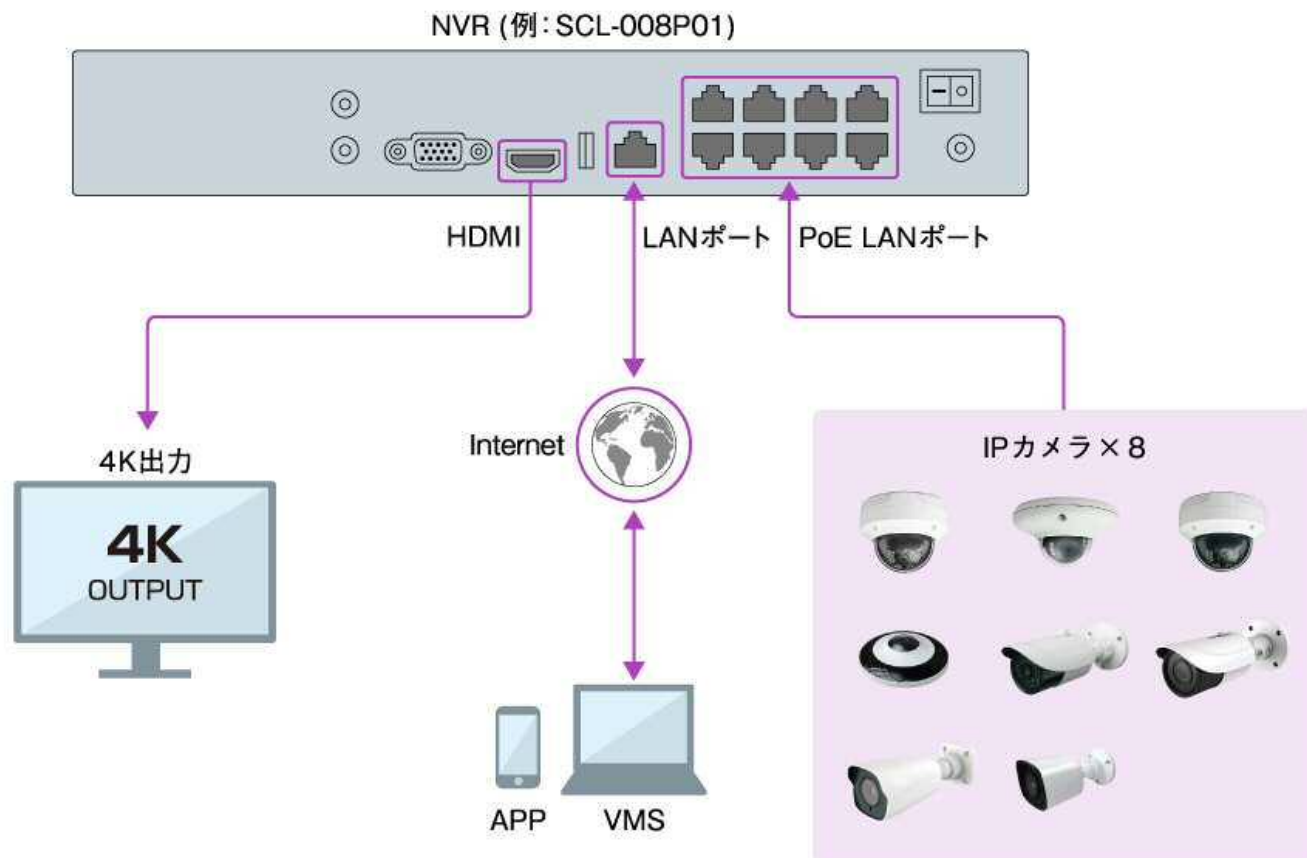 NVR (例：SCL-008P01)
HDMI
LANポート
PoE LANポート
4K出力
4K
OUTPUT
Internet
IPカメラ×8
APP
VMS